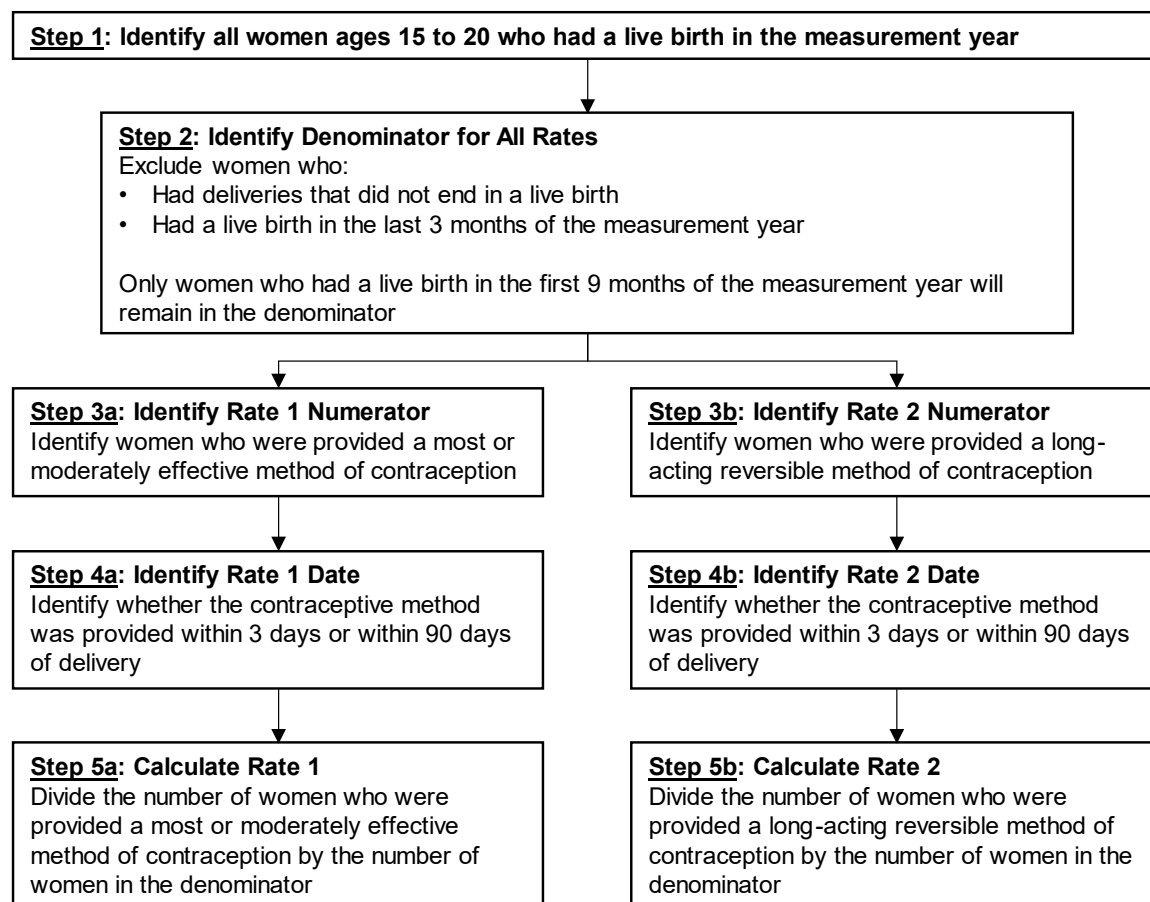 Step 1: Identify all women ages 15 to 20 who had a live birth in the measurement year
Step 2: Identify Denominator for All Rates
Exclude women who:
• Had deliveries that did not end in a live birth
• Had a live birth in the last 3 months of the measurement year
Only women who had a live birth in the first 9 months of the measurement year will
remain in the denominator
Step 3a: Identify Rate 1 Numerator
Identify women who were provided a most or
moderately effective method of contraception
Step 3b: Identify Rate 2 Numerator
Identify women who were provided a long-
acting reversible method of contraception
Step 4a: Identify Rate 1 Date
Identify whether the contraceptive method
was provided within 3 days or within 90 days
of delivery
Step 4b: Identify Rate 2 Date
Identify whether the contraceptive method
was provided within 3 days or within 90 days
of delivery
Step 5a: Calculate Rate 1
Divide the number of women who were
provided a most or moderately effective
method of contraception by the number of
women in the denominator
Step 5b: Calculate Rate 2
Divide the number of women who were
provided a long-acting reversible method of
contraception by the number of women in the
denominator